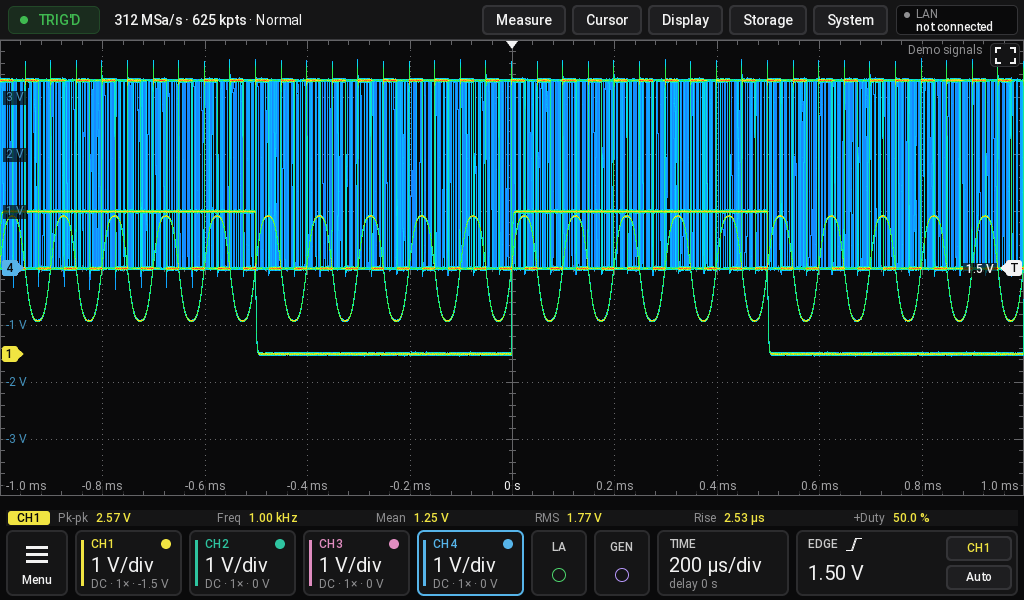 TRIG'D 312 MSa/s · 625 kpts · Normal Measure Cursor Display Storage System LAN
not connected
Demo signals
3 V
2 V
1 V
4 1.5 V T
-1 V
1
-2 V
-3 V
-1.0 ms -0.8 ms -0.6 ms -0.4 ms -0.2 ms 0 s 0.2 ms 0.4 ms 0.6 ms 0.8 ms 1.0 ms
CH1 Pk-pk 2.57 V Freq 1.00 kHz Mean 1.25 V RMS 1.77 V Rise 2.53 µs +Duty 50.0 %
Menu
CH1
1 V/div
DC · 1× · -1.5 V
CH2
1 V/div
DC · 1× · 0 V
CH3
1 V/div
DC · 1× · 0 V
CH4
1 V/div
DC · 1× · 0 V
LA
GEN
TIME
200 µs/div
delay 0 s
EDGE
1.50 V
CH1
Auto